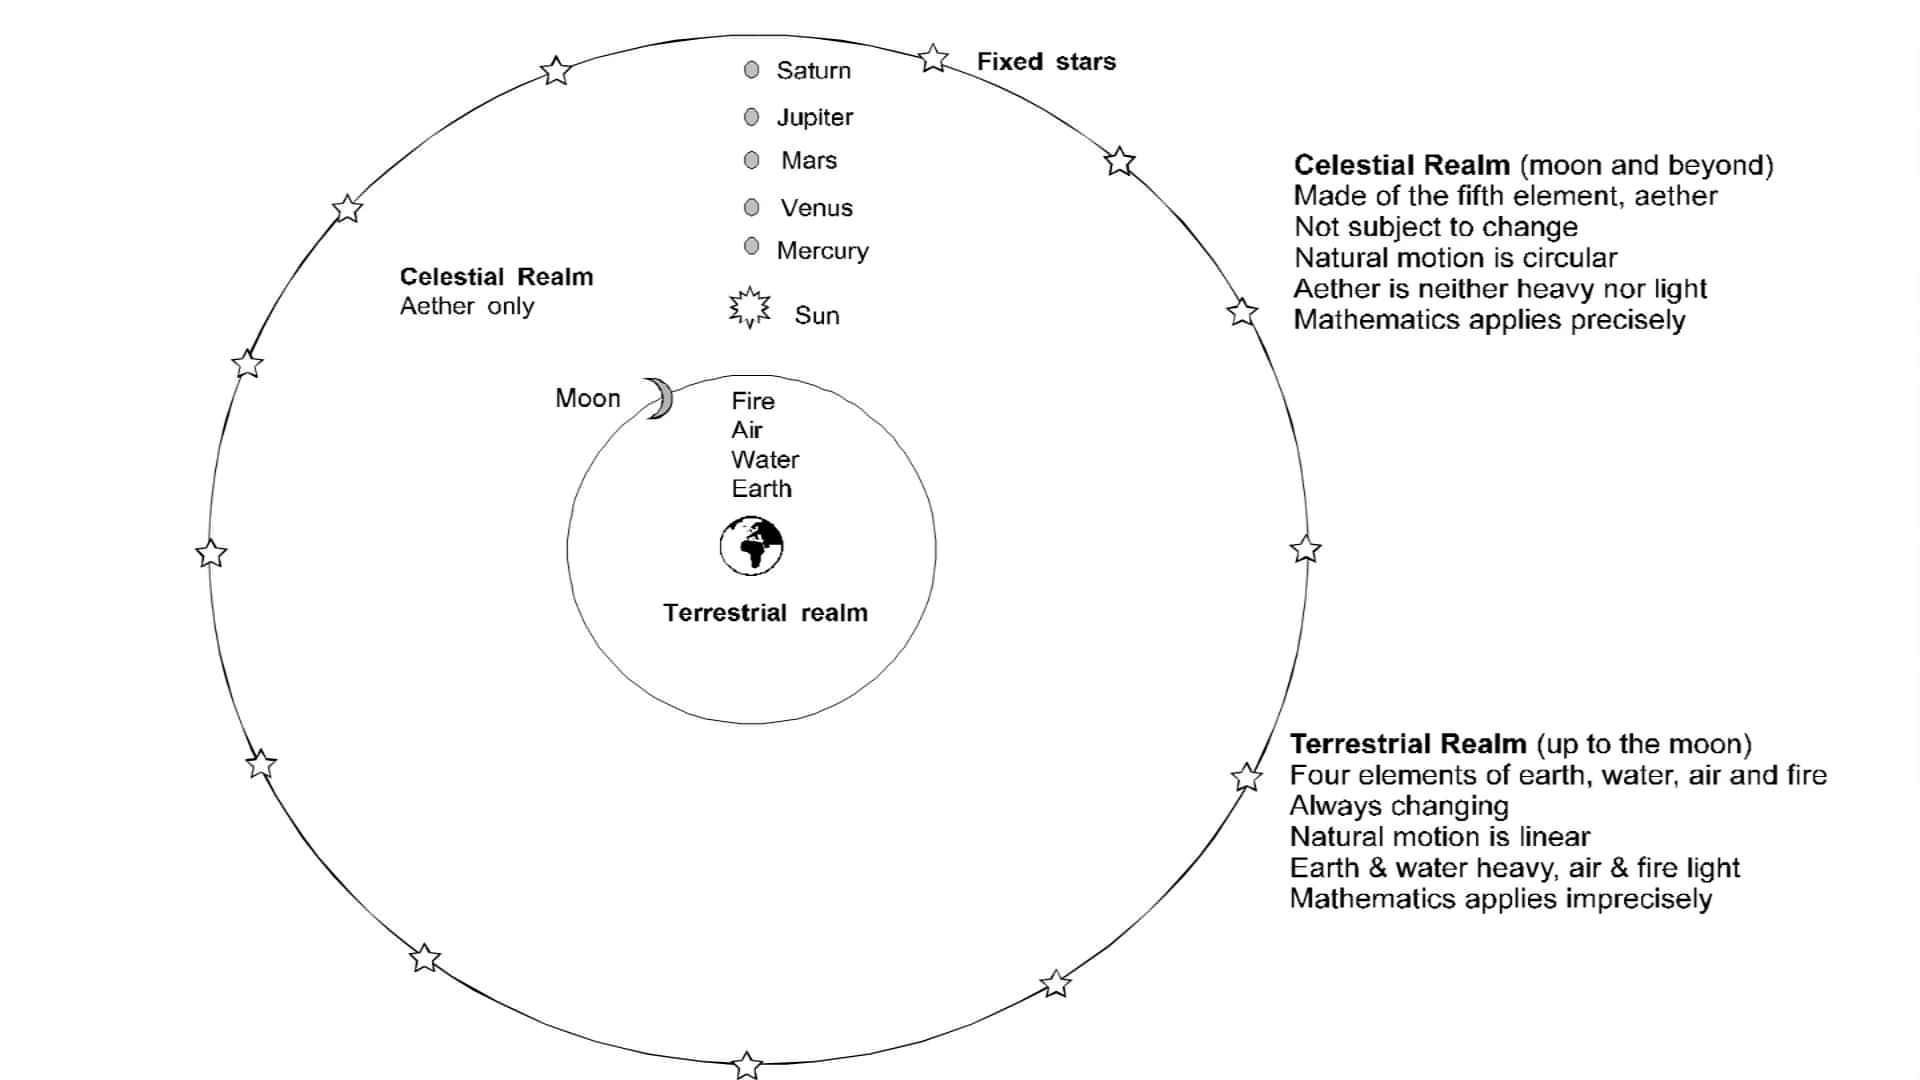 Saturn
Fixed stars
Jupiter
Mars
Venus
Mercury
Sun
Celestial Realm
Aether only
Moon
Fire
Air
Water
Earth
Terrestrial realm
Celestial Realm (moon and beyond)
Made of the fifth element, aether
Not subject to change
Natural motion is circular
Aether is neither heavy nor light
Mathematics applies precisely
Terrestrial Realm (up to the moon)
Four elements of earth, water, air and fire
Always changing
Natural motion is linear
Earth & water heavy, air & fire light
Mathematics applies imprecisely